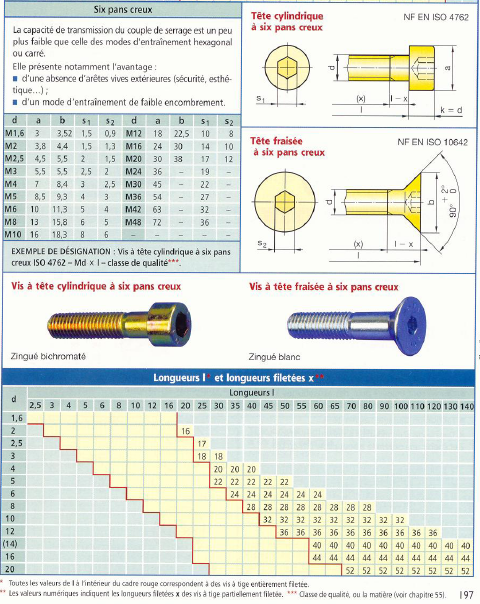 Six pans creux
La capacité de transmission du couple de serrage est un peu
plus faible que celle des modes d'entraînement hexagonal
ou carré.
Elle présente notamment l'avantage :
■ d'une absence d'arêtes vives extérieures (sécurité, esthé-
tique...) ;
■ d'un mode d'entraînement de faible encombrement.
d a b s1 s2 d a b s1 s2
M1,6 3 3,52 1,5 0,9 M12 18 22,5 10 8
M2 3,8 4,4 1,5 1,3 M16 24 30 14 10
M2,5 4,5 5,5 2 1,5 M20 30 38 17 12
M3 5,5 5,5 2,5 2 M24 36 – 19 –
M4 7 8,4 3 2,5 M30 45 – 22 –
M5 8,5 9,3 4 3 M36 54 – 27 –
M6 10 11,3 5 4 M42 63 – 32 –
M8 13 15,8 6 5 M48 72 – 36 –
M10 16 18,3 8 6 – – – – –
EXEMPLE DE DÉSIGNATION : Vis à tête cylindrique à six pans
creux ISO 4762 – Md x l – classe de qualité***.
Tête cylindrique
à six pans creux
NF EN ISO 4762
s1
d
a
(x)
l – x
l
k = d
Tête fraisée
à six pans creux
NF EN ISO 10642
s2
d
b
90° + 2° 0
(x)
l – x
l
Vis à tête cylindrique à six pans creux
Vis à tête fraisée à six pans creux
Zingué bichromaté
Zingué blanc
Longueurs l* et longueurs filetées x**
d
Longueurs l
2,5 3 4 5 6 8 10 12 16 20 25 30 35 40 45 50 55 60 65 70 80 90 100 110 120 130 140
1,6
2 16
2,5 17
3 18 18
4 20 20 20
5 22 22 22 22 22
6 24 24 24 24 24 24
8 28 28 28 28 28 28 28
10 32 32 32 32 32 32 32 32
12 36 36 36 36 36 36 36 36 36
(14) 40 40 40 40 40 40 40 40 40
16 44 44 44 44 44 44 44 44 44
20 52 52 52 52 52 52 52
* Toutes les valeurs de l à l'intérieur du cadre rouge correspondent à des vis à tige entièrement filetée.
** Les valeurs numériques indiquent les longueurs filetées x des vis à tige partiellement filetée. *** Classe de qualité, ou la matière (voir chapitre 55).
197